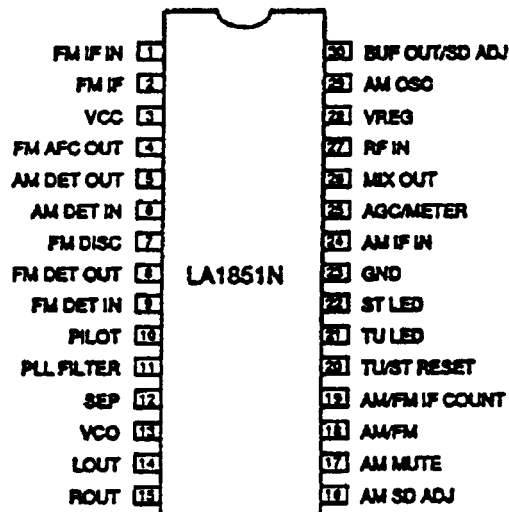 FM IF IN 1 30 BUF OUT/SD ADJ
FM IF 2 29 AM OSC
VCC 3 28 VREG
FM AFC OUT 4 27 RF IN
AM DET OUT 5 26 MIX OUT
AM DET IN 6 25 AGC/METER
FM DISC 7 24 AM IF IN
FM DET OUT 8 23 GND
LA1851N
FM DET IN 9 22 ST LED
PILOT 10 21 TU LED
PLL FILTER 11 20 TU/ST RESET
SEP 12 19 AM/FM IF COUNT
VCO 13 18 AM/FM
LOUT 14 17 AM MUTE
ROUT 15 16 AM SD ADJ